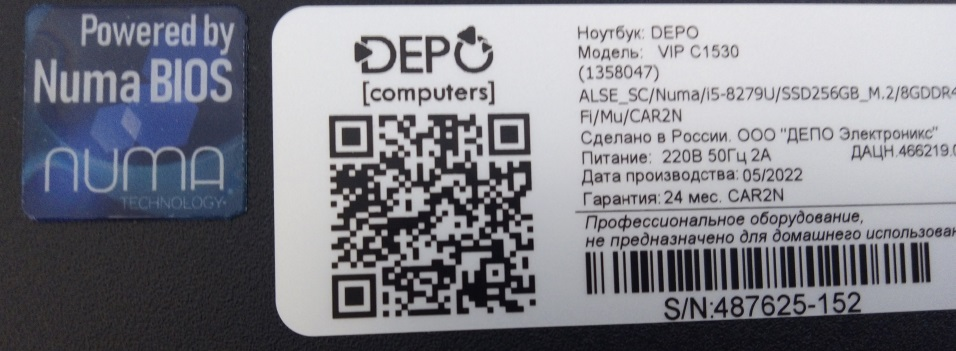 Powered by
Numa BIOS
numa
TECHNOLOGY
DEPO
[computers]
Ноутбук: DEPO
Модель: VIP C1530
(1358047)
ALSE_SC/Numa/i5-8279U/SSD256GB_M.2/8GDDR4
Fi/Mu/CAR2N
Сделано в России. ООО "ДЕПО Электроникс"
Питание: 220В 50Гц 2А ДАЦН.466219.0
Дата производства: 05/2022
Гарантия: 24 мес. CAR2N
Профессиональное оборудование,
не предназначено для домашнего использован
S/N:487625-152